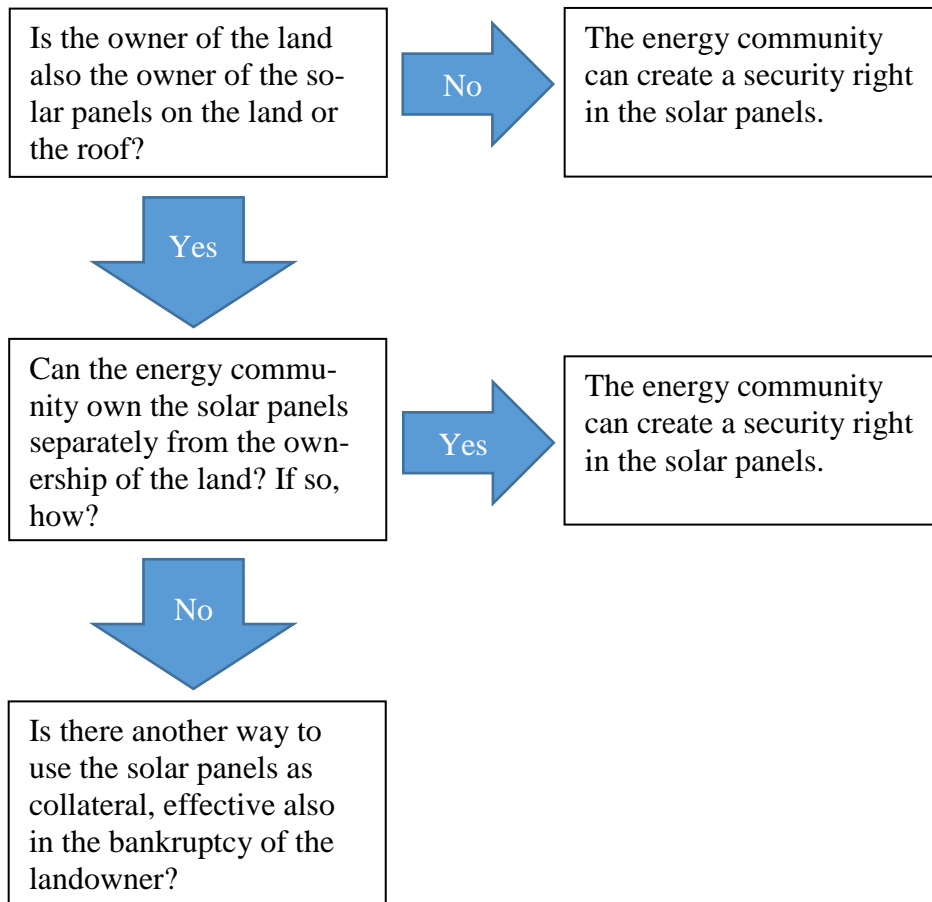 Is the owner of the land
also the owner of the so-
lar panels on the land or
the roof?
No
The energy community
can create a security right
in the solar panels.
Yes
Can the energy commu-
nity own the solar panels
separately from the own-
ership of the land? If so,
how?
Yes
The energy community
can create a security right
in the solar panels.
No
Is there another way to
use the solar panels as
collateral, effective also
in the bankruptcy of the
landowner?